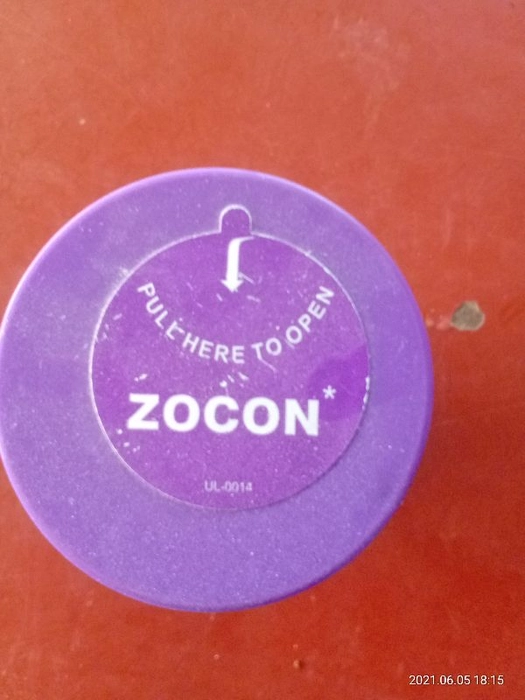 PULL HERE TO OPEN
ZOCON*
UL-0014
2021.06.05 18:15